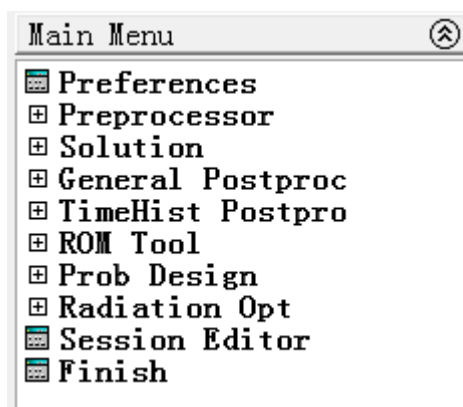 Main Menu
Preferences
Preprocessor
Solution
General Postproc
TimeHist Postpro
ROM Tool
Prob Design
Radiation Opt
Session Editor
Finish